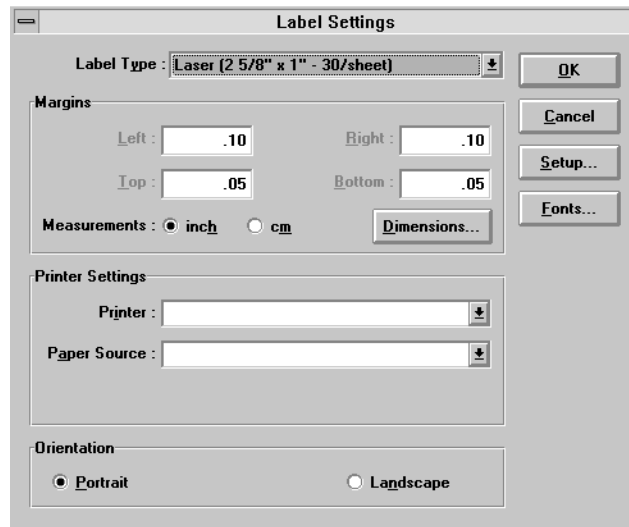 Label Settings
Label Type : Laser (2 5/8" x 1" - 30/sheet)
OK
Cancel
Setup...
Fonts...
Margins
Left : .10 Right : .10
Top : .05 Bottom : .05
Measurements : inch cm Dimensions...
Printer Settings
Printer :
Paper Source :
Orientation
Portrait Landscape